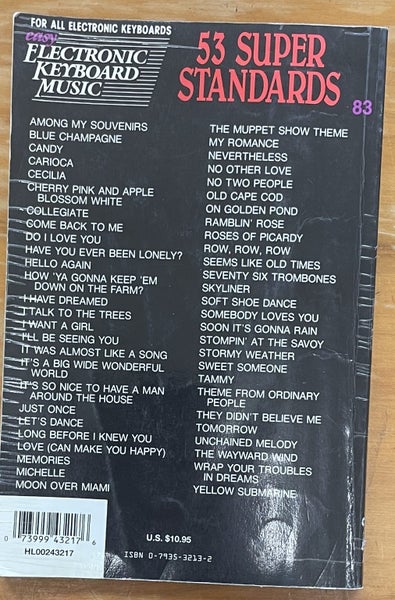 FOR ALL ELECTRONIC KEYBOARDS
easy
ELECTRONIC
KEYBOARD
MUSIC
53 SUPER
STANDARDS
83
AMONG MY SOUVENIRS
BLUE CHAMPAGNE
CANDY
CARIOCA
CECILIA
CHERRY PINK AND APPLE
BLOSSOM WHITE
COLLEGIATE
COME BACK TO ME
DO I LOVE YOU
HAVE YOU EVER BEEN LONELY?
HELLO AGAIN
HOW 'YA GONNA KEEP 'EM
DOWN ON THE FARM?
I HAVE DREAMED
I TALK TO THE TREES
I WANT A GIRL
I'LL BE SEEING YOU
IT WAS ALMOST LIKE A SONG
IT'S A BIG WIDE WONDERFUL
WORLD
IT'S SO NICE TO HAVE A MAN
AROUND THE HOUSE
JUST ONCE
LET'S DANCE
LONG BEFORE I KNEW YOU
LOVE (CAN MAKE YOU HAPPY)
MEMORIES
MICHELLE
MOON OVER MIAMI
THE MUPPET SHOW THEME
MY ROMANCE
NEVERTHELESS
NO OTHER LOVE
NO TWO PEOPLE
OLD CAPE COD
ON GOLDEN POND
RAMBLIN' ROSE
ROSES OF PICARDY
ROW, ROW, ROW
SEEMS LIKE OLD TIMES
SEVENTY SIX TROMBONES
SKYLINER
SOFT SHOE DANCE
SOMEBODY LOVES YOU
SOON IT'S GONNA RAIN
STOMPIN' AT THE SAVOY
STORMY WEATHER
SWEET SOMEONE
TAMMY
THEME FROM ORDINARY
PEOPLE
THEY DIDN'T BELIEVE ME
TOMORROW
UNCHAINED MELODY
THE WAYWARD WIND
WRAP YOUR TROUBLES
IN DREAMS
YELLOW SUBMARINE
0 73999 43217 6
HL00243217
U.S. $10.95
ISBN 0-7935-3213-2